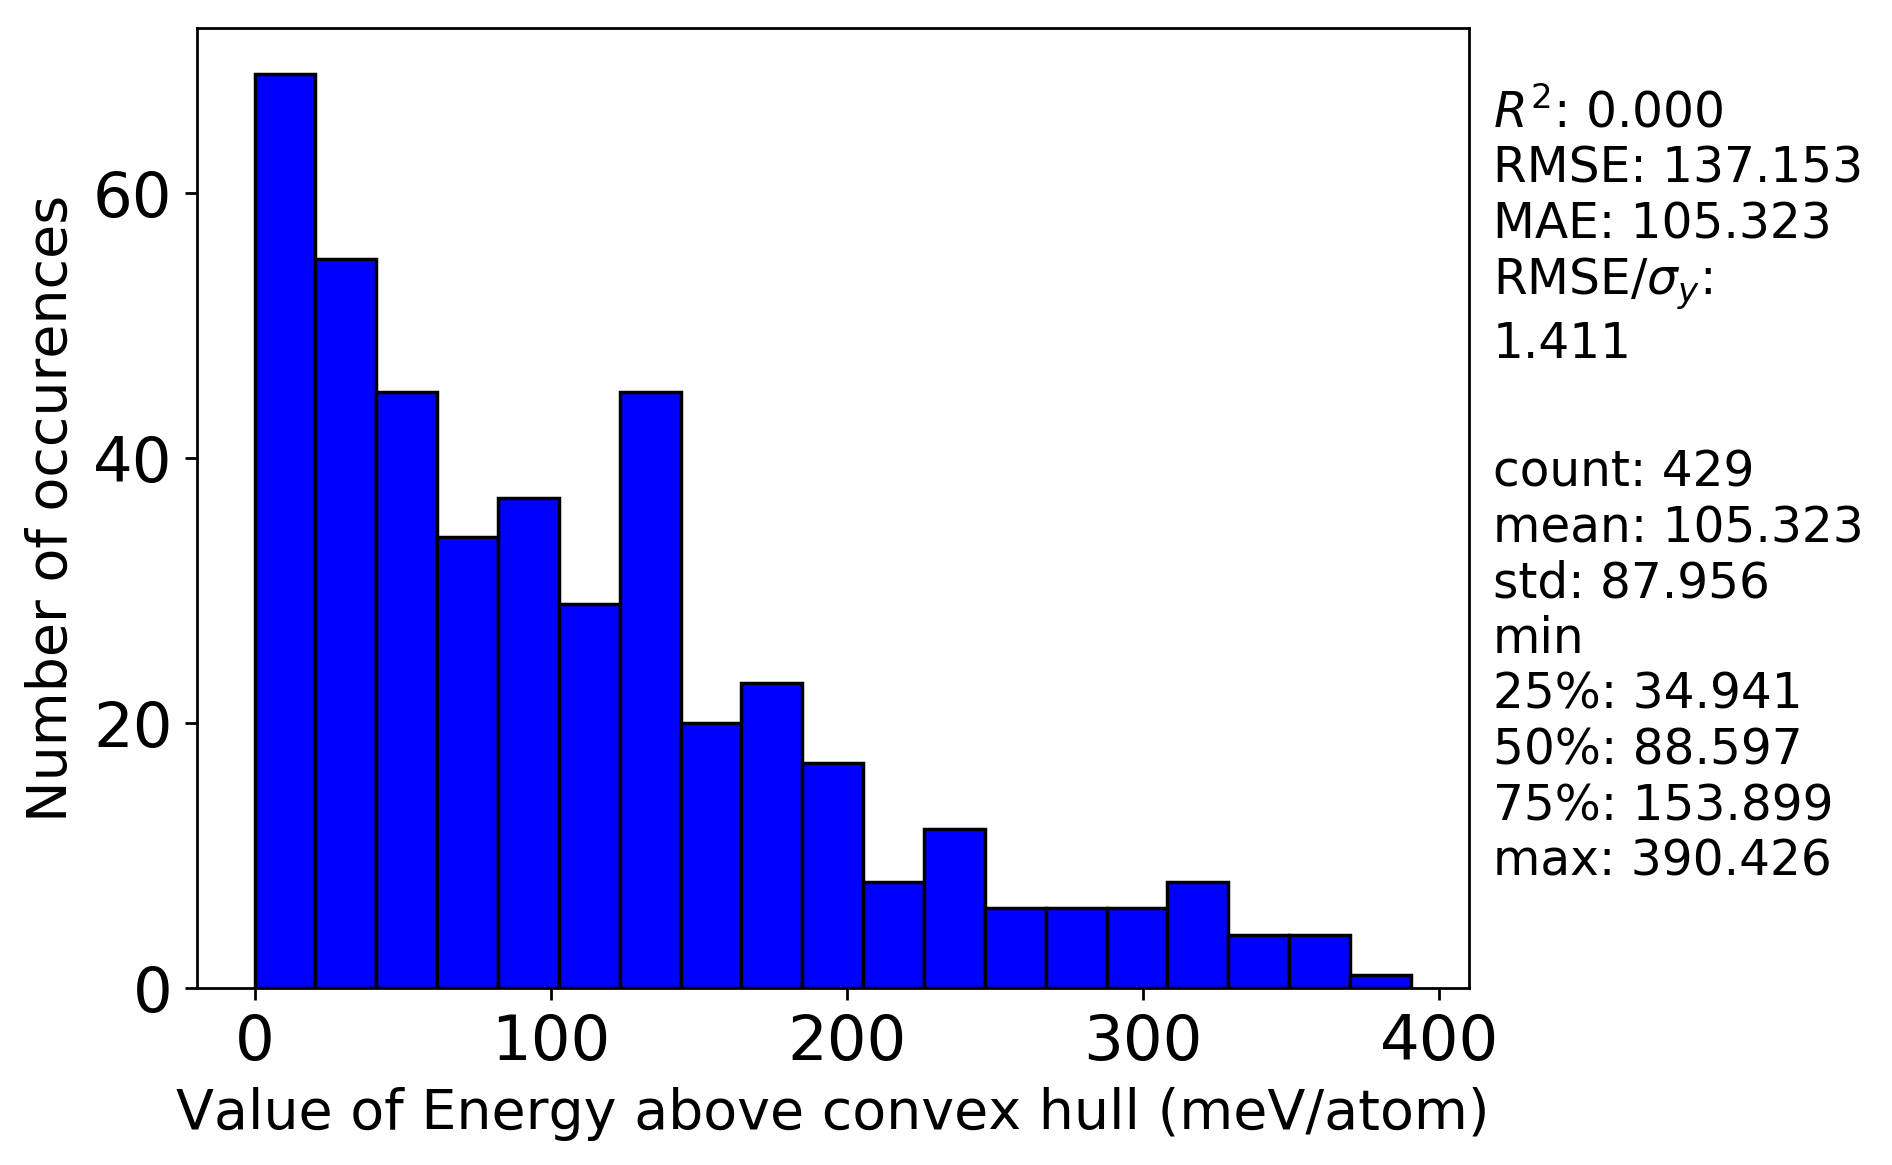 Number of occurences
60
40
20
0
0 100 200 300 400
Value of Energy above convex hull (meV/atom)
R²: 0.000
RMSE: 137.153
MAE: 105.323
RMSE/σ_y:
1.411
count: 429
mean: 105.323
std: 87.956
min
25%: 34.941
50%: 88.597
75%: 153.899
max: 390.426